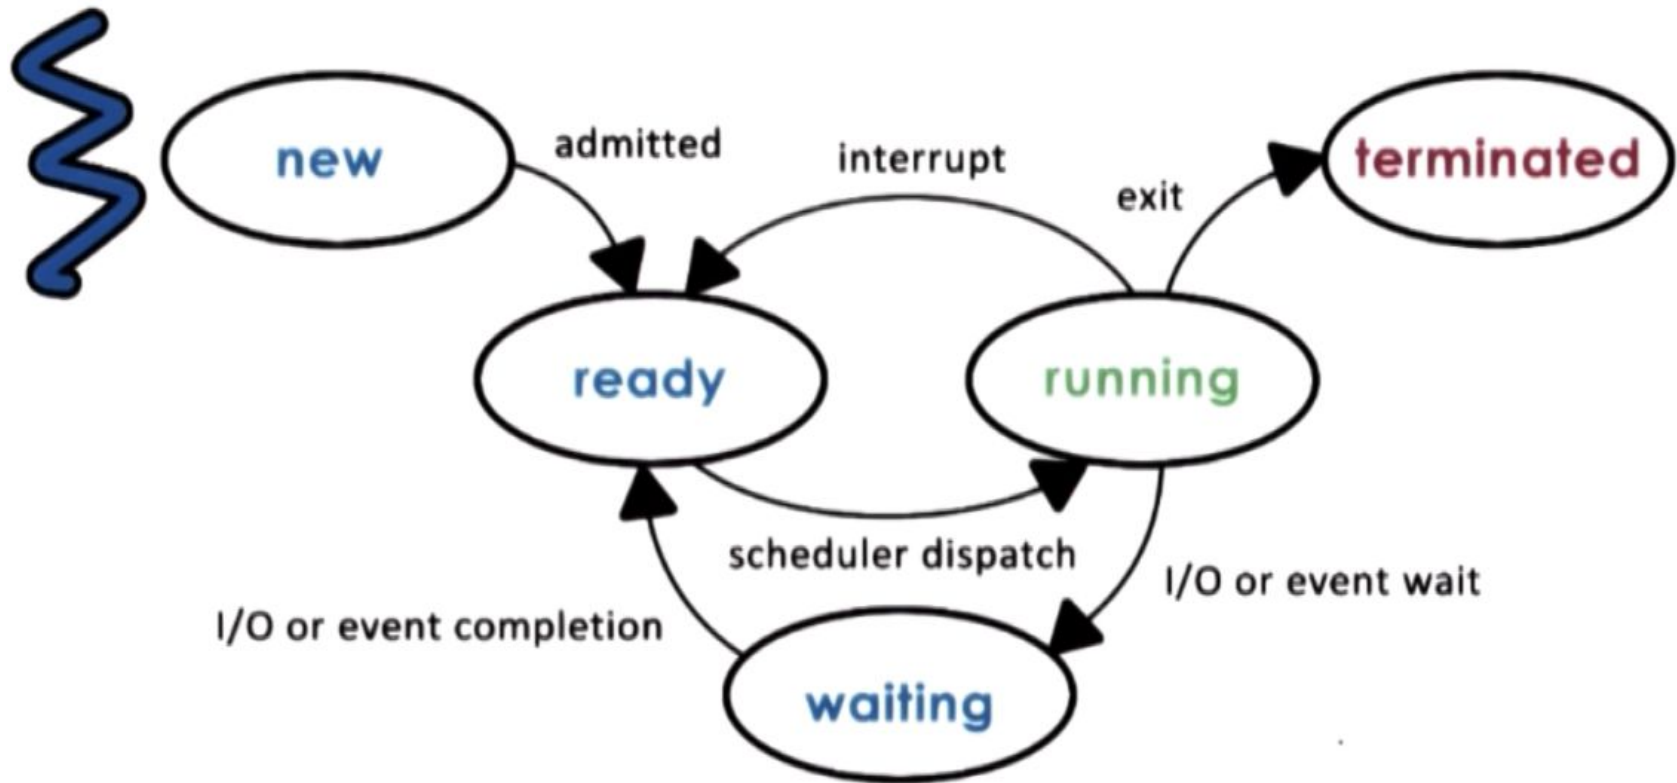 new
admitted
interrupt
exit
terminated
ready
running
scheduler dispatch
I/O or event wait
I/O or event completion
waiting